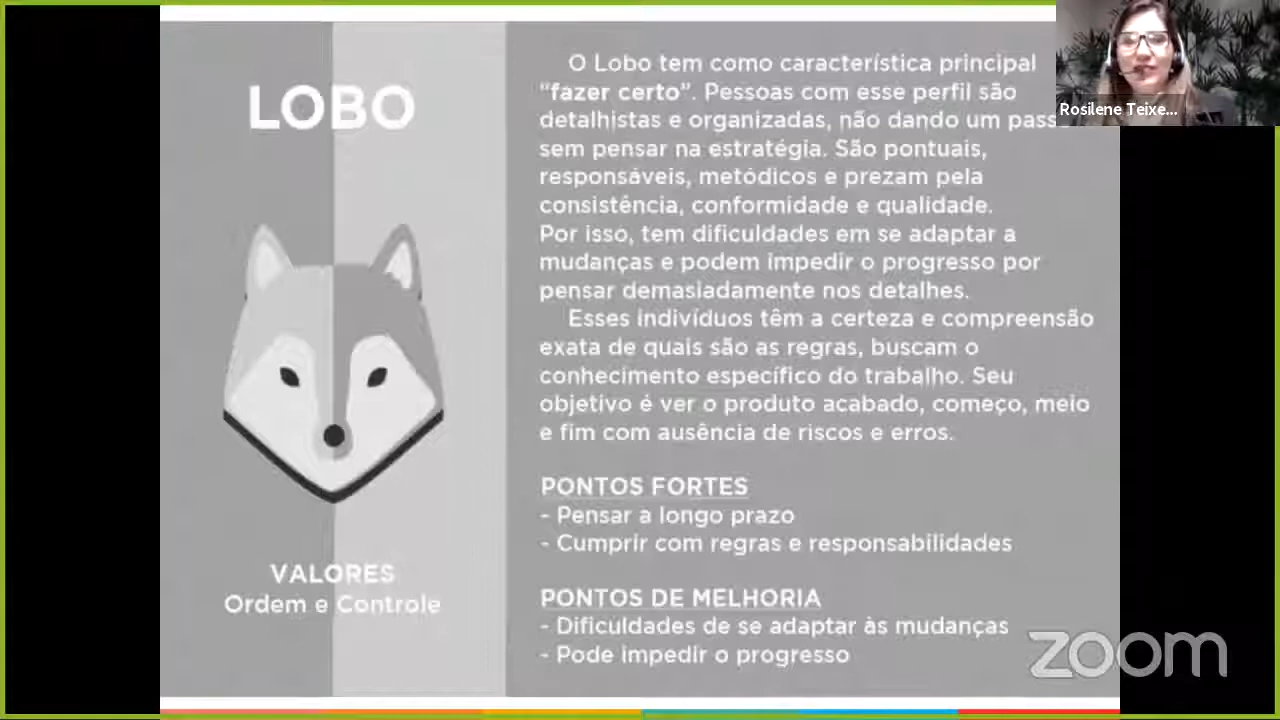 LOBO
VALORES
Ordem e Controle
O Lobo tem como característica principal
"fazer certo". Pessoas com esse perfil são
detalhistas e organizadas, não dando um pass
sem pensar na estratégia. São pontuais,
responsáveis, metódicos e prezam pela
consistência, conformidade e qualidade.
Por isso, tem dificuldades em se adaptar a
mudanças e podem impedir o progresso por
pensar demasiadamente nos detalhes.
Esses indivíduos têm a certeza e compreensão
exata de quais são as regras, buscam o
conhecimento específico do trabalho. Seu
objetivo é ver o produto acabado, começo, meio
e fim com ausência de riscos e erros.
PONTOS FORTES
- Pensar a longo prazo
- Cumprir com regras e responsabilidades
PONTOS DE MELHORIA
- Dificuldades de se adaptar às mudanças
- Pode impedir o progresso
Rosilene Teixe...
zoom